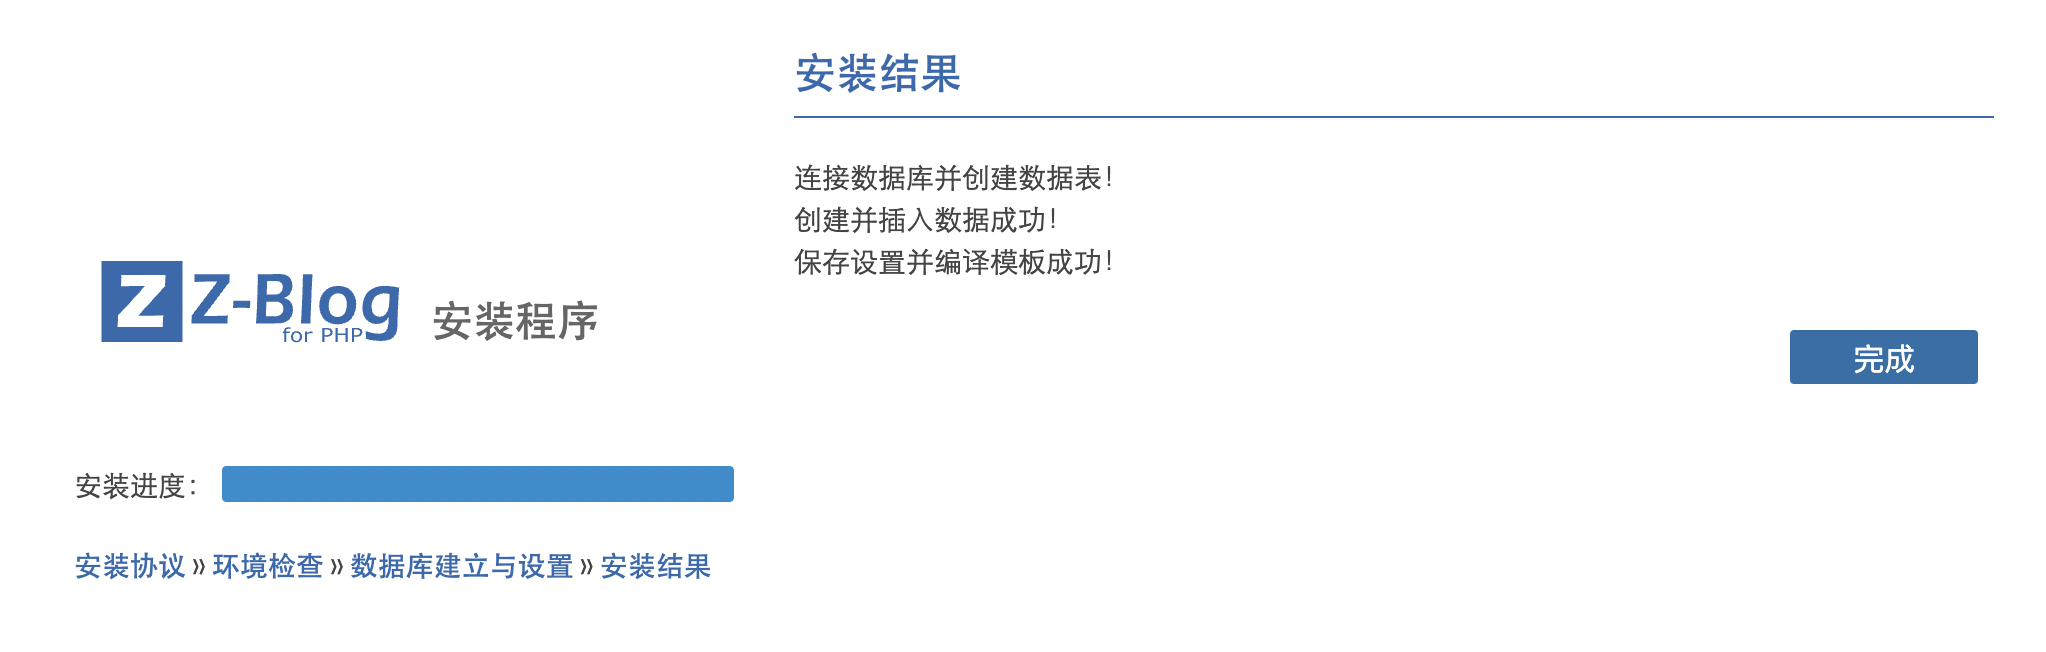 安装结果
连接数据库并创建数据表!
创建并插入数据成功!
保存设置并编译模板成功!
Z Z-Blog
for PHP
安装程序
完成
安装进度：
安装协议 » 环境检查 » 数据库建立与设置 » 安装结果